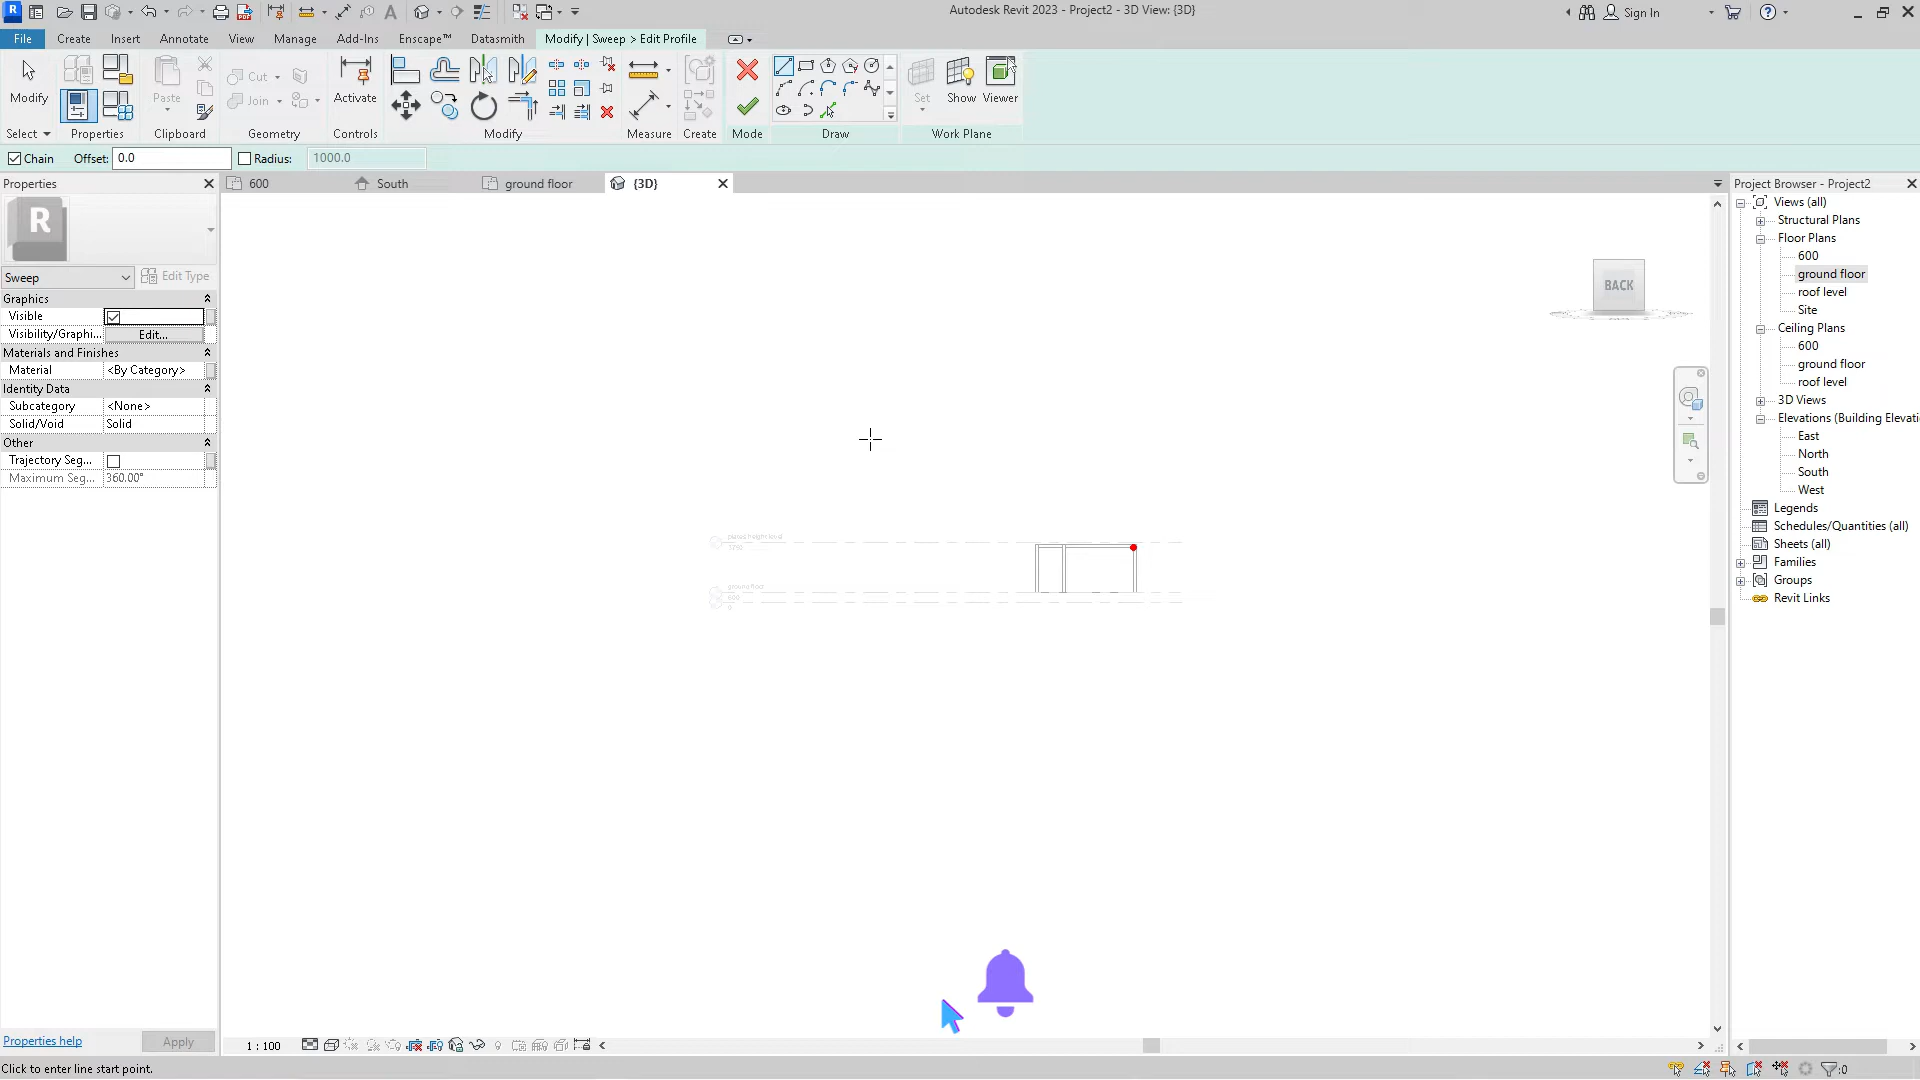 Autodesk Revit 2023 - Project2 - 3D View: {3D}
Sign In
File
Create
Insert
Annotate
View
Manage
Add-Ins
Enscape™
Datasmith
Modify | Sweep > Edit Profile
Modify
Paste
Cut
Join
Activate
Set
Show
Viewer
Select
Properties
Clipboard
Geometry
Controls
Modify
Measure
Create
Mode
Draw
Work Plane
Chain
Offset:
0.0
Radius:
1000.0
Properties
R
Sweep
Edit Type
Graphics
Visible
Visibility/Graphi...
Edit...
Materials and Finishes
Material
<By Category>
Identity Data
Subcategory
<None>
Solid/Void
Solid
Other
Trajectory Seg...
Maximum Seg...
360.00°
Properties help
Apply
600
South
ground floor
{3D}
BACK
ground floor
600
0
1 : 100
Project Browser - Project2
Views (all)
Structural Plans
Floor Plans
600
ground floor
roof level
Site
Ceiling Plans
600
ground floor
roof level
3D Views
Elevations (Building Elevati
East
North
South
West
Legends
Schedules/Quantities (all)
Sheets (all)
Families
Groups
Revit Links
Click to enter line start point.
:0